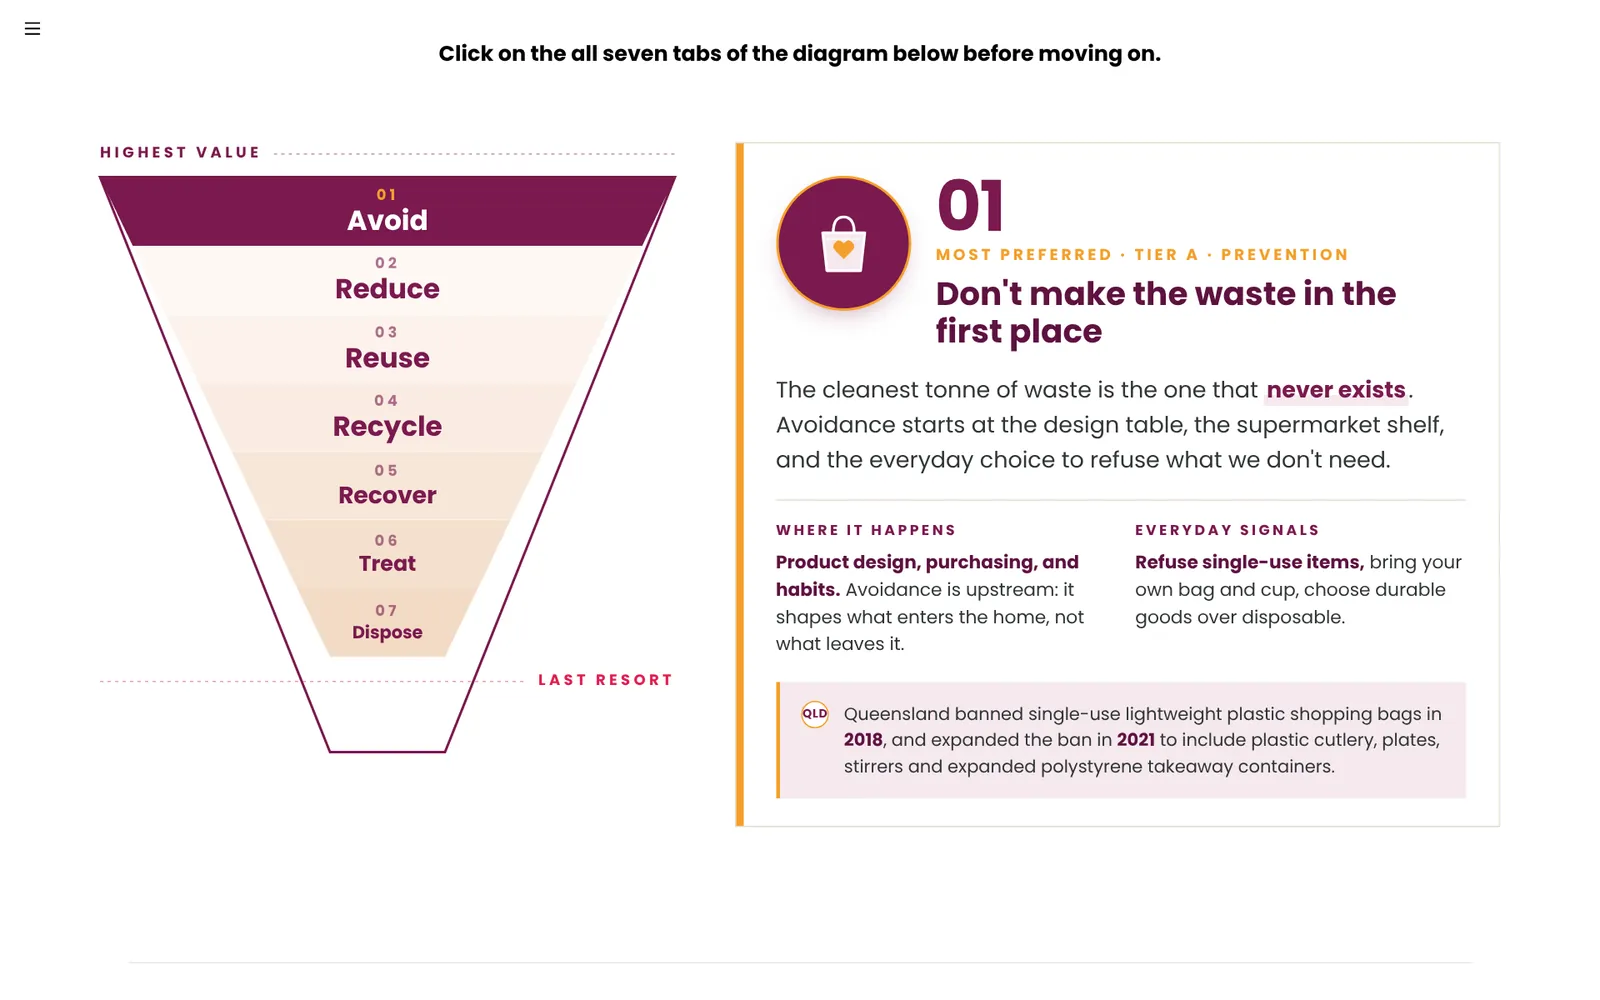 Click on the all seven tabs of the diagram below before moving on.
HIGHEST VALUE
01
Avoid
02
Reduce
03
Reuse
04
Recycle
05
Recover
06
Treat
07
Dispose
LAST RESORT
01
MOST PREFERRED · TIER A · PREVENTION
Don't make the waste in the
first place
The cleanest tonne of waste is the one that never exists.
Avoidance starts at the design table, the supermarket shelf,
and the everyday choice to refuse what we don't need.
WHERE IT HAPPENS
Product design, purchasing, and
habits. Avoidance is upstream: it
shapes what enters the home, not
what leaves it.
EVERYDAY SIGNALS
Refuse single-use items, bring your
own bag and cup, choose durable
goods over disposable.
QLD
Queensland banned single-use lightweight plastic shopping bags in
2018, and expanded the ban in 2021 to include plastic cutlery, plates,
stirrers and expanded polystyrene takeaway containers.